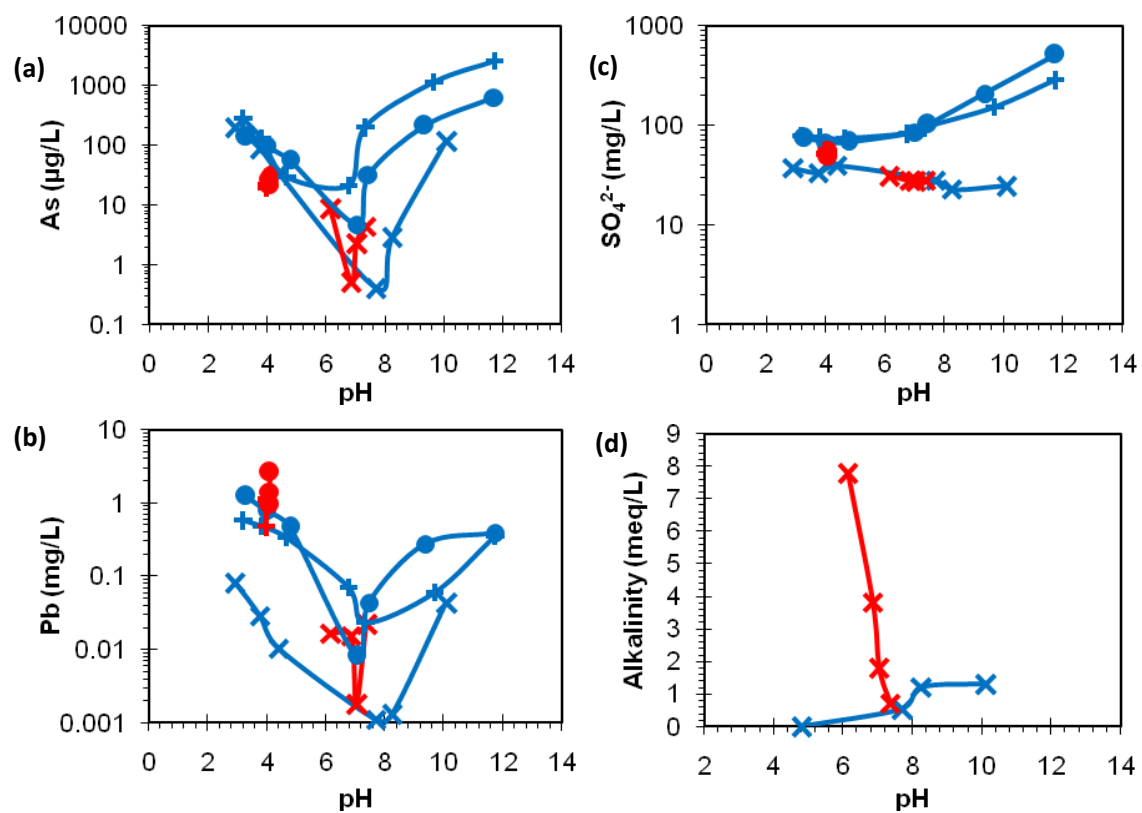 (a)
As (µg/L)
10000
1000
100
10
1
0.1
0 2 4 6 8 10 12 14
pH
(c)
SO₄²⁻ (mg/L)
1000
100
10
1
0 2 4 6 8 10 12 14
pH
(b)
Pb (mg/L)
10
1
0.1
0.01
0.001
0 2 4 6 8 10 12 14
pH
(d)
Alkalinity (meq/L)
9
8
7
6
5
4
3
2
1
0
2 4 6 8 10 12 14
pH